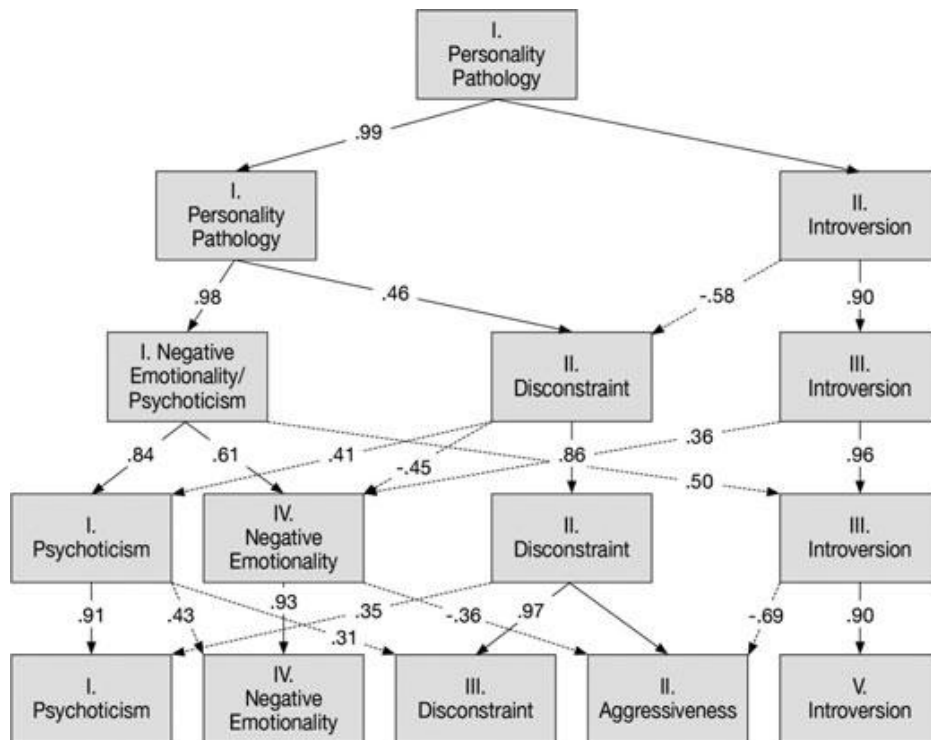 I.
Personality
Pathology
.99
I.
Personality
Pathology
II.
Introversion
.98
.46
-.58
.90
I. Negative
Emotionality/
Psychoticism
II.
Disconstraint
III.
Introversion
.84
.61
.41
-.45
.86
.36
.50
.96
I.
Psychoticism
IV.
Negative
Emotionality
II.
Disconstraint
III.
Introversion
.91
.43
.93
.31
.35
-.36
.97
-.69
.90
I.
Psychoticism
IV.
Negative
Emotionality
III.
Disconstraint
II.
Aggressiveness
V.
Introversion